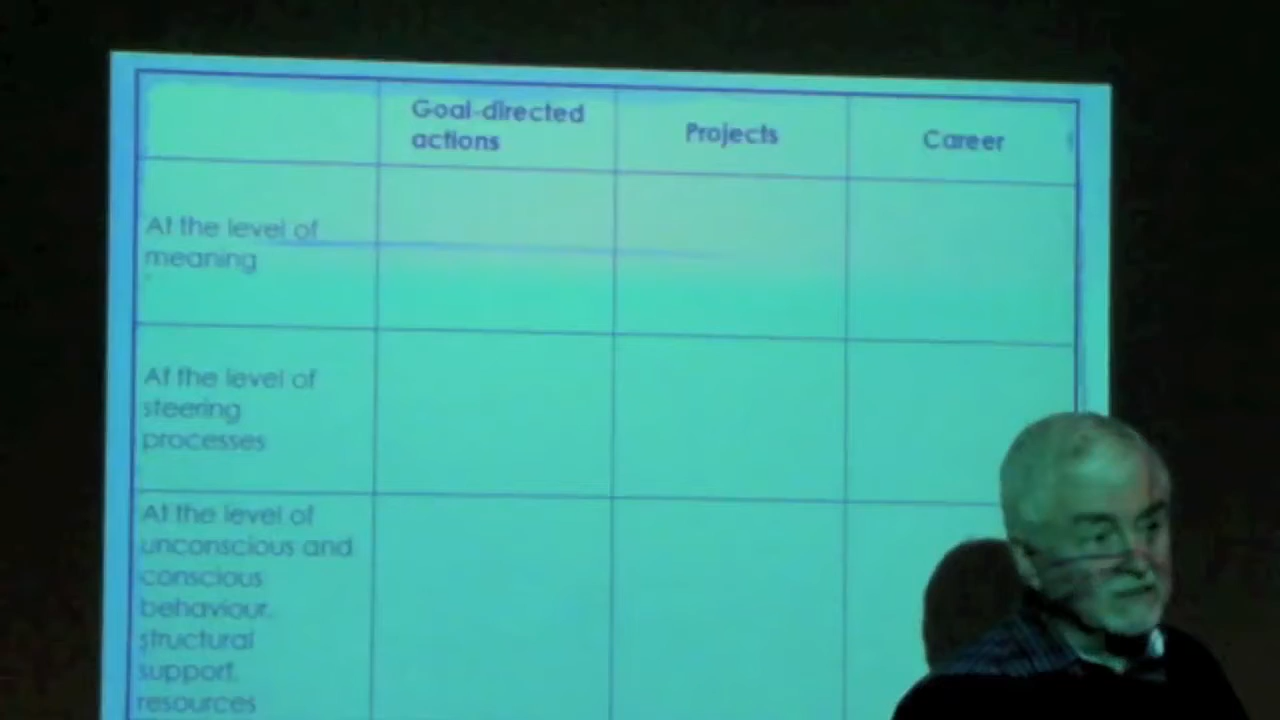 Goal-directed
actions
Projects
Career
At the level of
meaning
At the level of
steering
processes
At the level of
unconscious and
conscious
behaviour,
structural
support,
resources